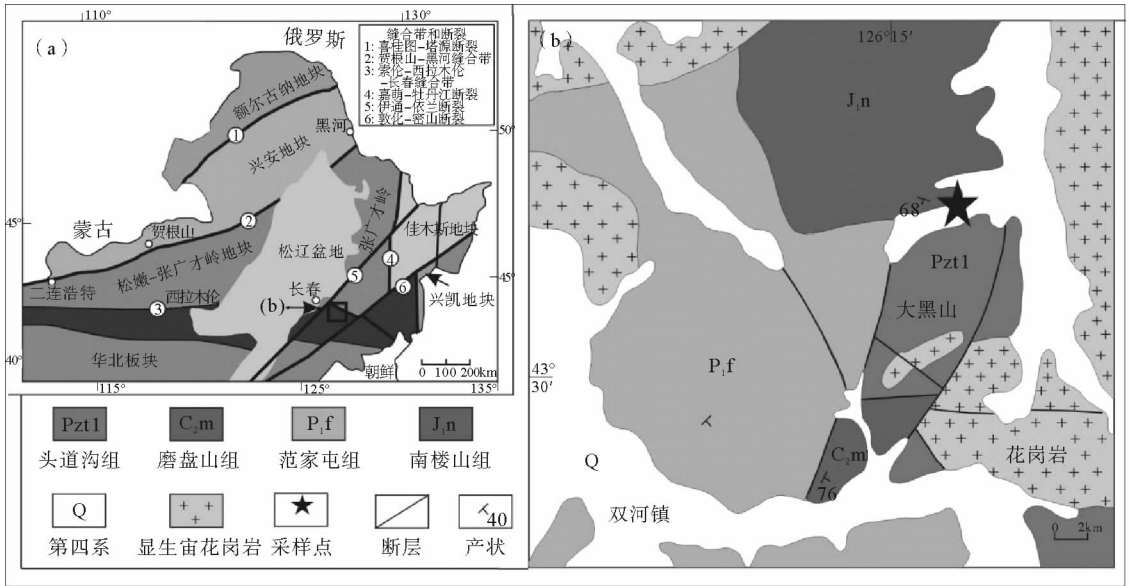 110°
130°
(a)
俄罗斯
缝合带和断裂
1: 喜桂图-塔源断裂
2: 贺根山-黑河缝合带
3: 索伦-西拉木伦
-长春缝合带
4: 嘉荫-牡丹江断裂
5: 伊通-依兰断裂
6: 敦化-密山断裂
额尔古纳地块
1
黑河
50°
兴安地块
2
45°
蒙古
贺根山
张广才岭
佳木斯地块
松辽盆地
松嫩-张广才岭地块
4
45°
二连浩特
西拉木伦
5
6
3
长春
兴凯地块
(b)
40°
华北板块
朝鲜
0 100 200km
115°
125°
135°
Pzt1
C₂m
P₁f
J₁n
头道沟组
磨盘山组
范家屯组
南楼山组
Q
40
第四系
显生宙花岗岩
采样点
断层
产状
(b)
126°15′
J₁n
68
Pzt1
大黑山
43°
30′
P₁f
C₂m
76
花岗岩
Q
双河镇
0 2km